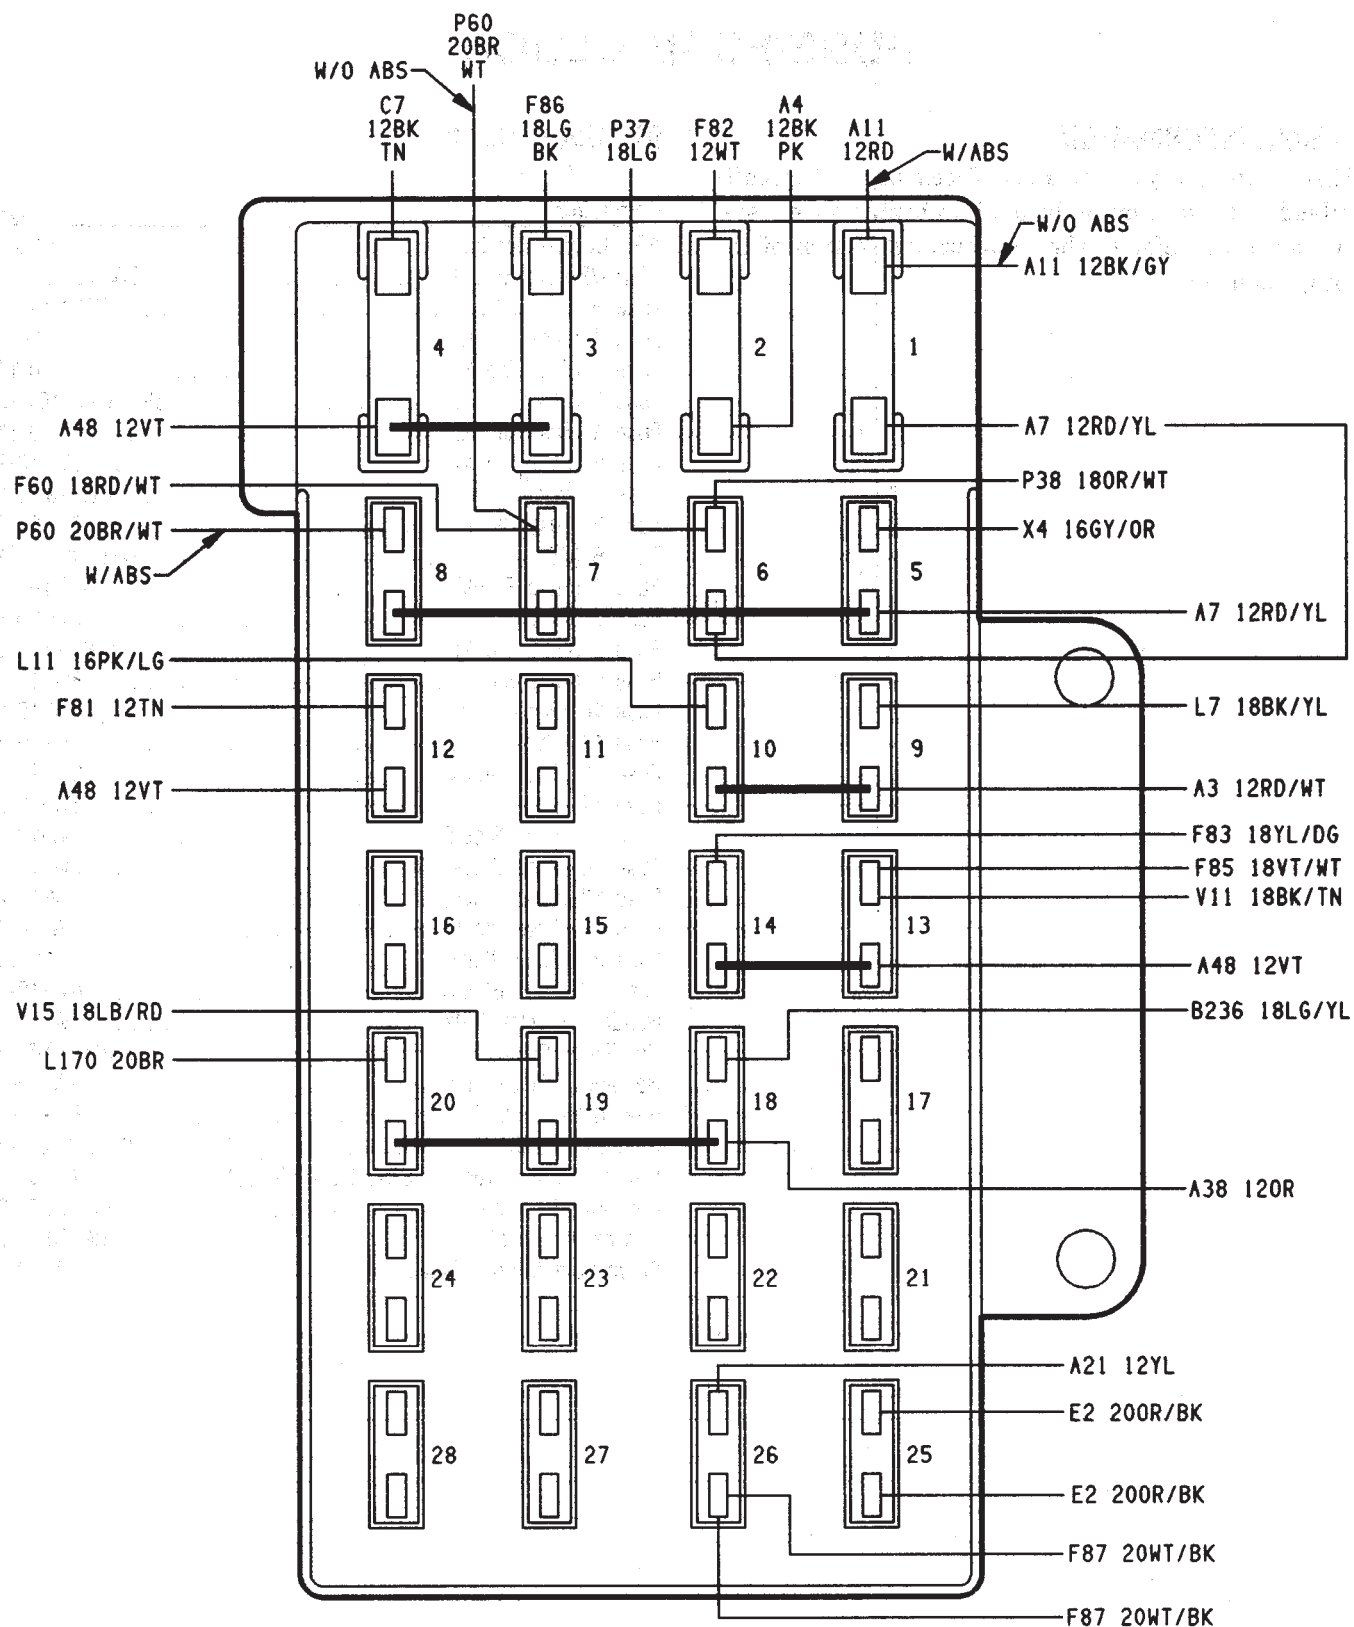 P60
20BR
WT
W/O ABS
C7
12BK
TN
F86
18LG
BK
P37
18LG
F82
12WT
A4
12BK
PK
A11
12RD
W/ABS
W/O ABS
A11 12BK/GY
4
3
2
1
A48 12VT
A7 12RD/YL
F60 18RD/WT
P38 18OR/WT
P60 20BR/WT
X4 16GY/OR
W/ABS
8
7
6
5
A7 12RD/YL
L11 16PK/LG
F81 12TN
L7 18BK/YL
12
11
10
9
A48 12VT
A3 12RD/WT
F83 18YL/DG
F85 18VT/WT
V11 18BK/TN
16
15
14
13
A48 12VT
V15 18LB/RD
B236 18LG/YL
L170 20BR
20
19
18
17
A38 12OR
24
23
22
21
A21 12YL
E2 20OR/BK
28
27
26
25
E2 20OR/BK
F87 20WT/BK
F87 20WT/BK